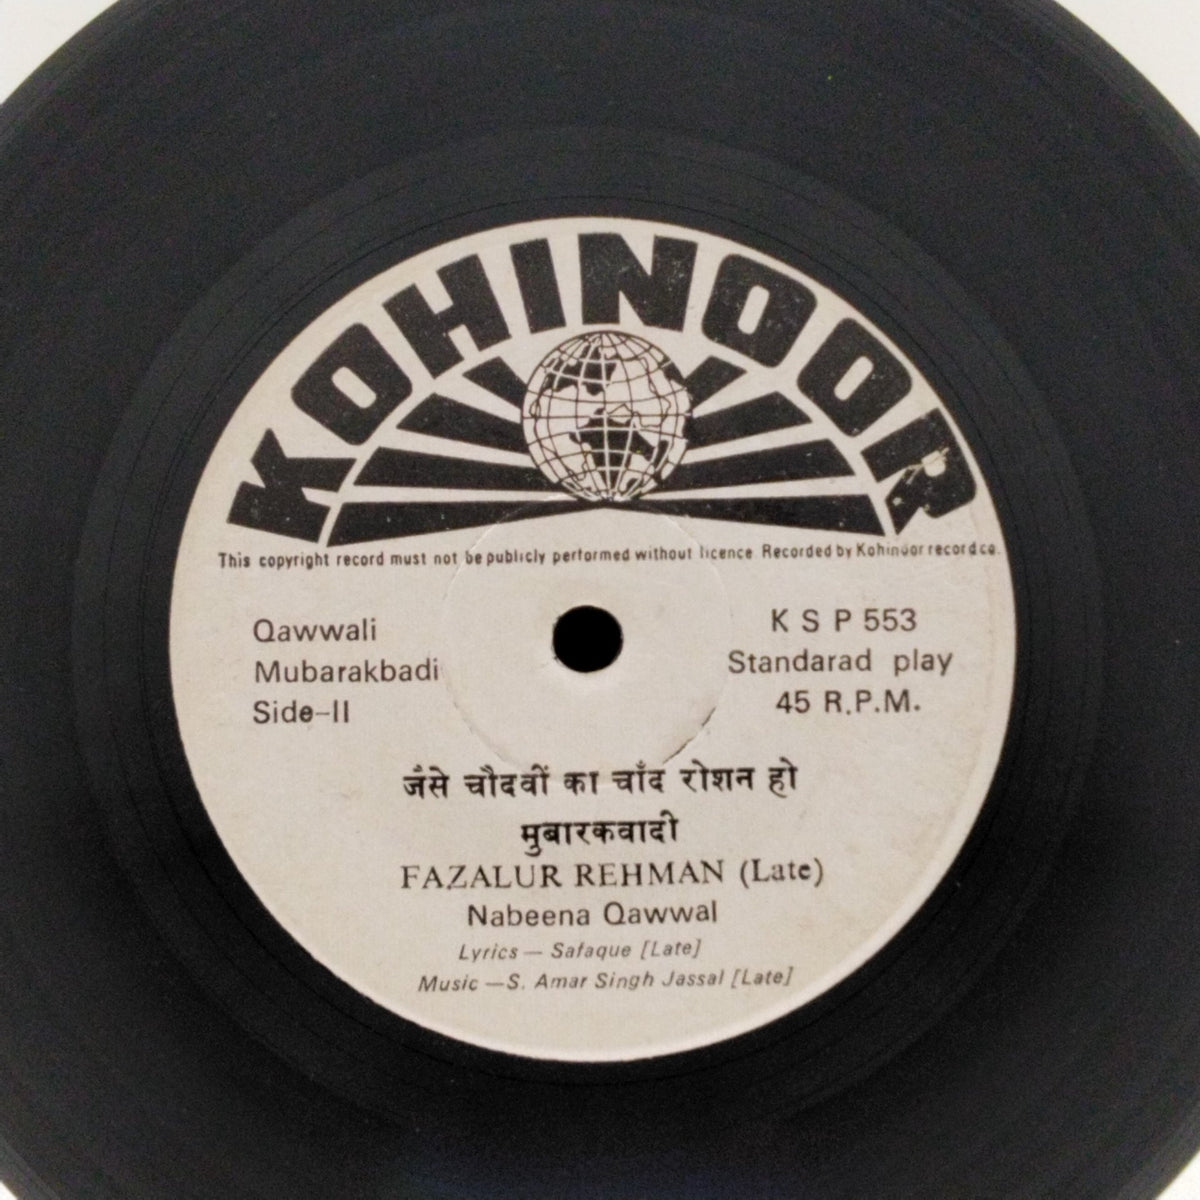 KOHINOOR
This copyright record must not be publicly performed without licence Recorded by Kohinoor record co.
Qawwali
Mubarakbadi
Side-II
K S P 553
Standarad play
45 R.P.M.
जैसे चौदवीं का चाँद रोशन हो
मुबारकवादी
FAZALUR REHMAN (Late)
Nabeena Qawwal
Lyrics — Safaque [Late]
Music —S. Amar Singh Jassal [Late]